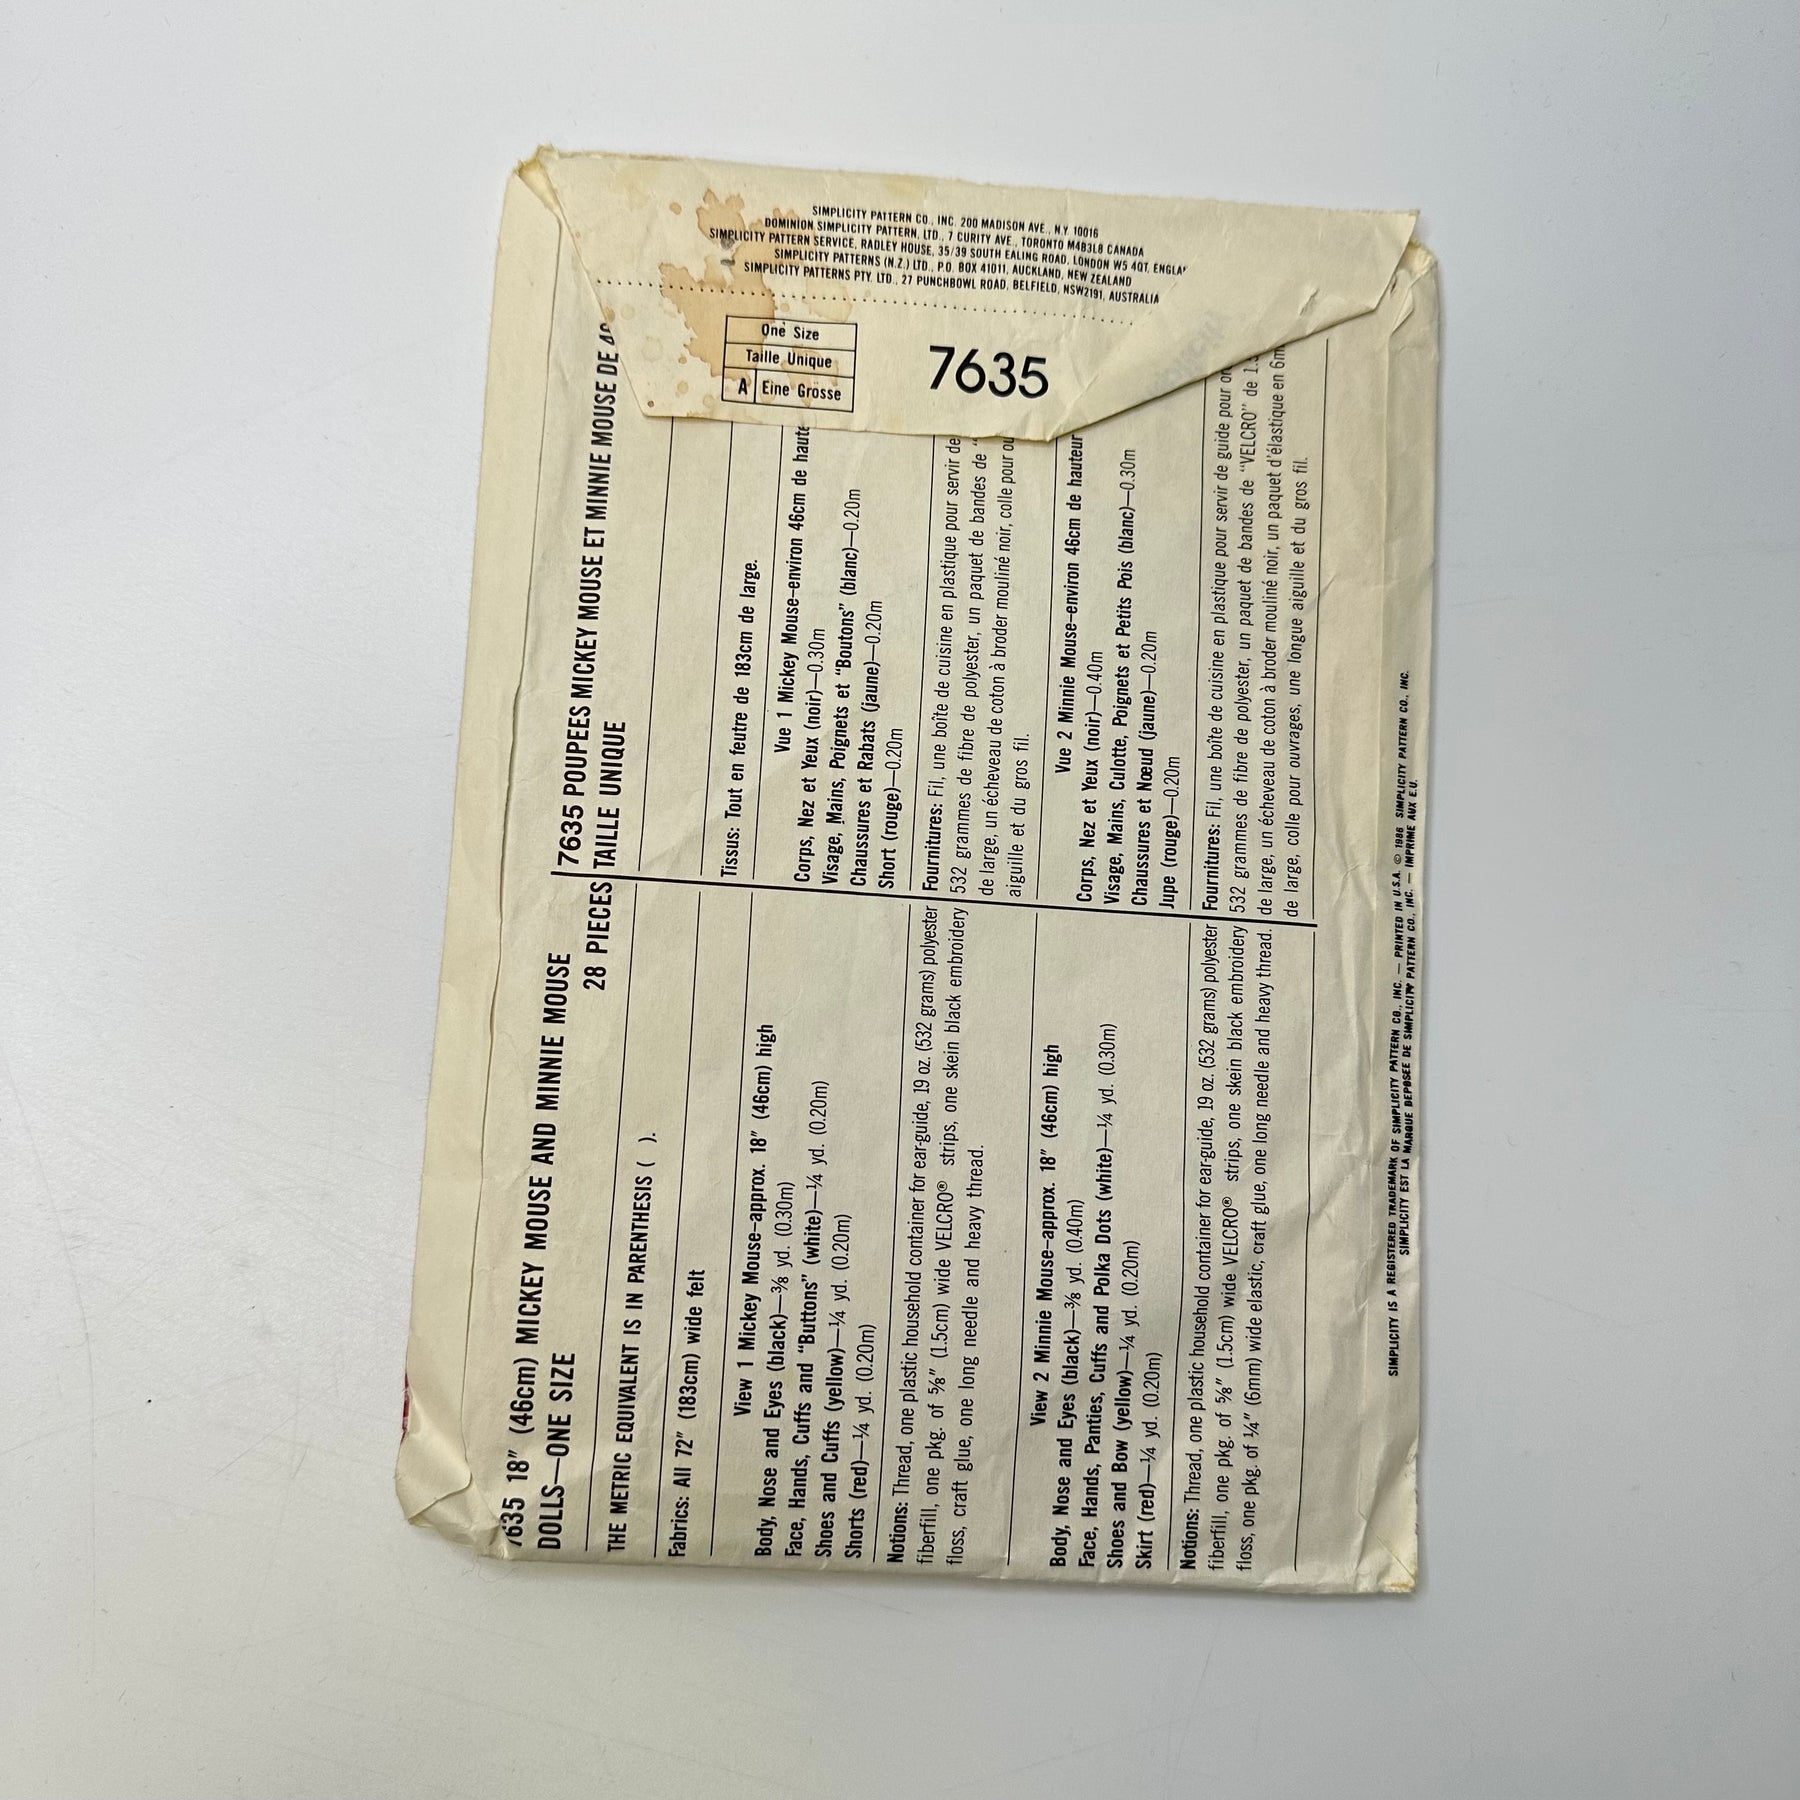 SIMPLICITY PATTERN CO., INC. 200 MADISON AVE., N.Y. 10016
DOMINION SIMPLICITY PATTERN, LTD., 7 CURITY AVE., TORONTO M4B3L8 CANADA
SIMPLICITY PATTERN SERVICE, RADLEY HOUSE, 35/39 SOUTH EALING ROAD, LONDON W5 4QT,
SIMPLICITY PATTERNS (N.Z.) LTD., P.O. BOX 41011, AUCKLAND, NEW ZEALAND
SIMPLICITY PATTERNS PTY. LTD., 27 PUNCHBOWL ROAD, BELFIELD, NSW2191, AUSTRALIA
One Size
Taille Unique
A Eine Grösse
7635
7635 18" (46cm) MICKEY MOUSE AND MINNIE MOUSE
DOLLS—ONE SIZE
28 PIECES
THE METRIC EQUIVALENT IS IN PARENTHESIS ( ).
Fabrics: All 72" (183cm) wide felt
View 1 Mickey Mouse–approx. 18" (46cm) high
Body, Nose and Eyes (black)—⅜ yd. (0.30m)
Face, Hands, Cuffs and "Buttons" (white)—¼ yd. (0.20m)
Shoes and Cuffs (yellow)—¼ yd. (0.20m)
Shorts (red)—¼ yd. (0.20m)
Notions: Thread, one plastic household container for ear-guide, 19 oz. (532 grams) polyester
fiberfill, one pkg. of ⅝" (1.5cm) wide VELCRO® strips, one skein black embroidery
floss, craft glue, one long needle and heavy thread.
View 2 Minnie Mouse–approx. 18" (46cm) high
Body, Nose and Eyes (black)—⅜ yd. (0.40m)
Face, Hands, Panties, Cuffs and Polka Dots (white)—¼ yd. (0.30m)
Shoes and Bow (yellow)—¼ yd. (0.20m)
Skirt (red)—¼ yd. (0.20m)
Notions: Thread, one plastic household container for ear-guide, 19 oz. (532 grams) polyester
fiberfill, one pkg. of ⅝" (1.5cm) wide VELCRO® strips, one skein black embroidery
floss, one pkg. of ¼" (6mm) wide elastic, craft glue, one long needle and heavy thread.
7635 POUPEES MICKEY MOUSE ET MINNIE MOUSE DE
TAILLE UNIQUE
Tissus: Tout en feutre de 183cm de large.
Vue 1 Mickey Mouse–environ 46cm de
Corps, Nez et Yeux (noir)—0.30m
Visage, Mains, Poignets et "Boutons" (blanc)—0.20m
Chaussures et Rabats (jaune)—0.20m
Short (rouge)—0.20m
Fournitures: Fil, une boîte de cuisine en plastique pour servir de
532 grammes de fibre de polyester, un paquet de bandes de
de large, un écheveau de coton à broder mouliné noir, colle pour
aiguille et du gros fil.
Vue 2 Minnie Mouse–environ 46cm de hauteur
Corps, Nez et Yeux (noir)—0.40m
Visage, Mains, Culotte, Poignets et Petits Pois (blanc)—0.30m
Chaussures et Nœud (jaune)—0.20m
Jupe (rouge)—0.20m
Fournitures: Fil, une boîte de cuisine en plastique pour servir de guide pour
532 grammes de fibre de polyester, un paquet de bandes de "VELCRO" de
de large, un écheveau de coton à broder mouliné noir, un paquet d'élastique en
de large, colle pour ouvrages, une longue aiguille et du gros fil.
SIMPLICITY IS A REGISTERED TRADEMARK OF SIMPLICITY PATTERN CO., INC. — PRINTED IN U.S.A. © 1986 SIMPLICITY PATTERN CO., INC.
SIMPLICITY EST LA MARQUE DEPOSEE DE SIMPLICITY PATTERN CO., INC. — IMPRIME AUX E.U.